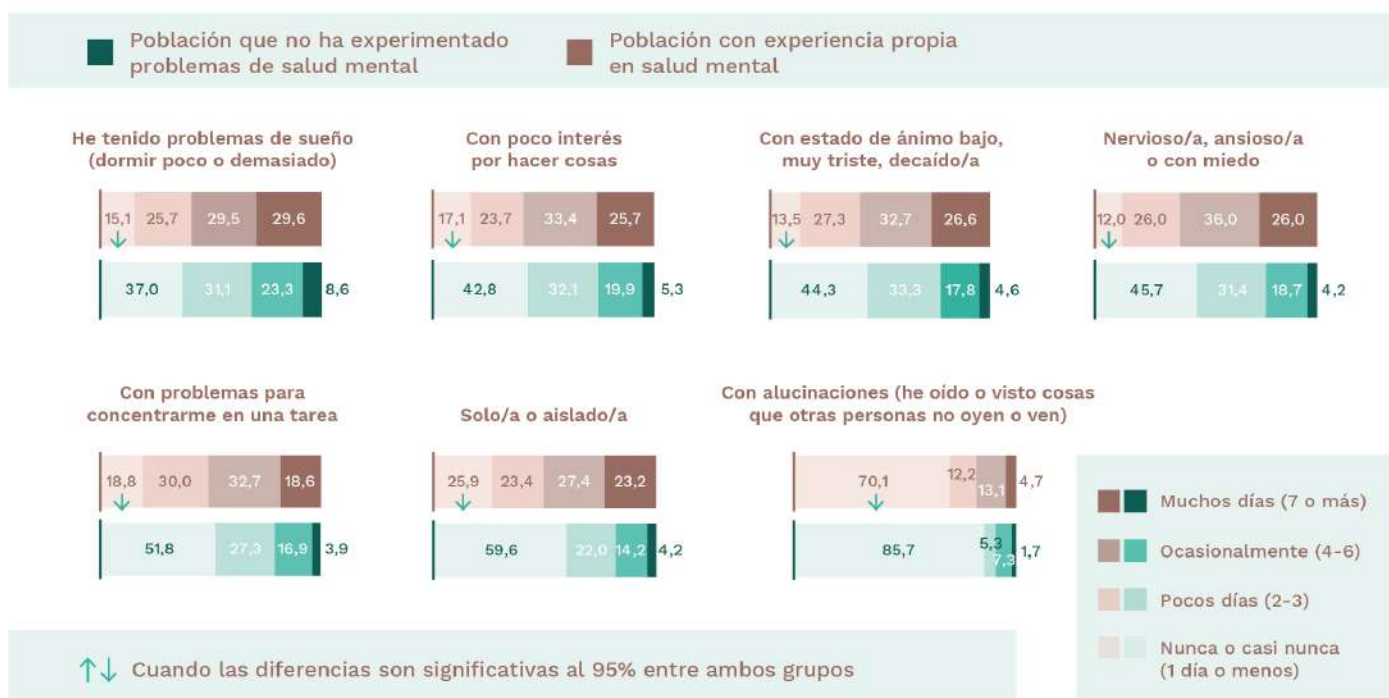 Población que no ha experimentado
problemas de salud mental
Población con experiencia propia
en salud mental
He tenido problemas de sueño
(dormir poco o demasiado)
15,1 25,7 29,5 29,6
37,0 31,1 23,3 8,6
Con poco interés
por hacer cosas
17,1 23,7 33,4 25,7
42,8 32,1 19,9 5,3
Con estado de ánimo bajo,
muy triste, decaído/a
13,5 27,3 32,7 26,6
44,3 33,3 17,8 4,6
Nervioso/a, ansioso/a
o con miedo
12,0 26,0 36,0 26,0
45,7 31,4 18,7 4,2
Con problemas para
concentrarme en una tarea
18,8 30,0 32,7 18,6
51,8 27,3 16,9 3,9
Solo/a o aislado/a
25,9 23,4 27,4 23,2
59,6 22,0 14,2 4,2
Con alucinaciones (he oído o visto cosas
que otras personas no oyen o ven)
70,1 12,2 13,1 4,7
85,7 5,3 7,3 1,7
Muchos días (7 o más)
Ocasionalmente (4-6)
Pocos días (2-3)
Nunca o casi nunca
(1 día o menos)
↑↓ Cuando las diferencias son significativas al 95% entre ambos grupos